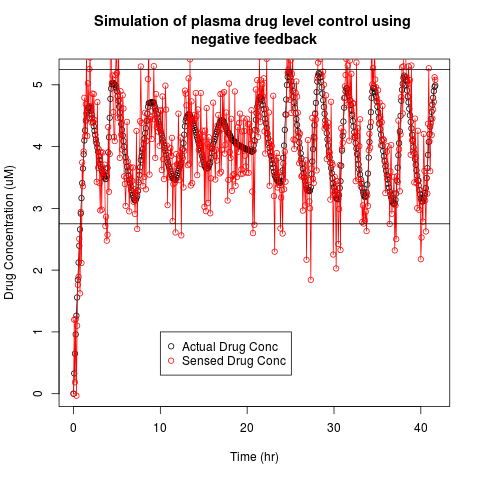 Simulation of plasma drug level control using
negative feedback
Drug Concentration (uM)
5
4
3
2
1
0
Actual Drug Conc
Sensed Drug Conc
0
10
20
30
40
Time (hr)